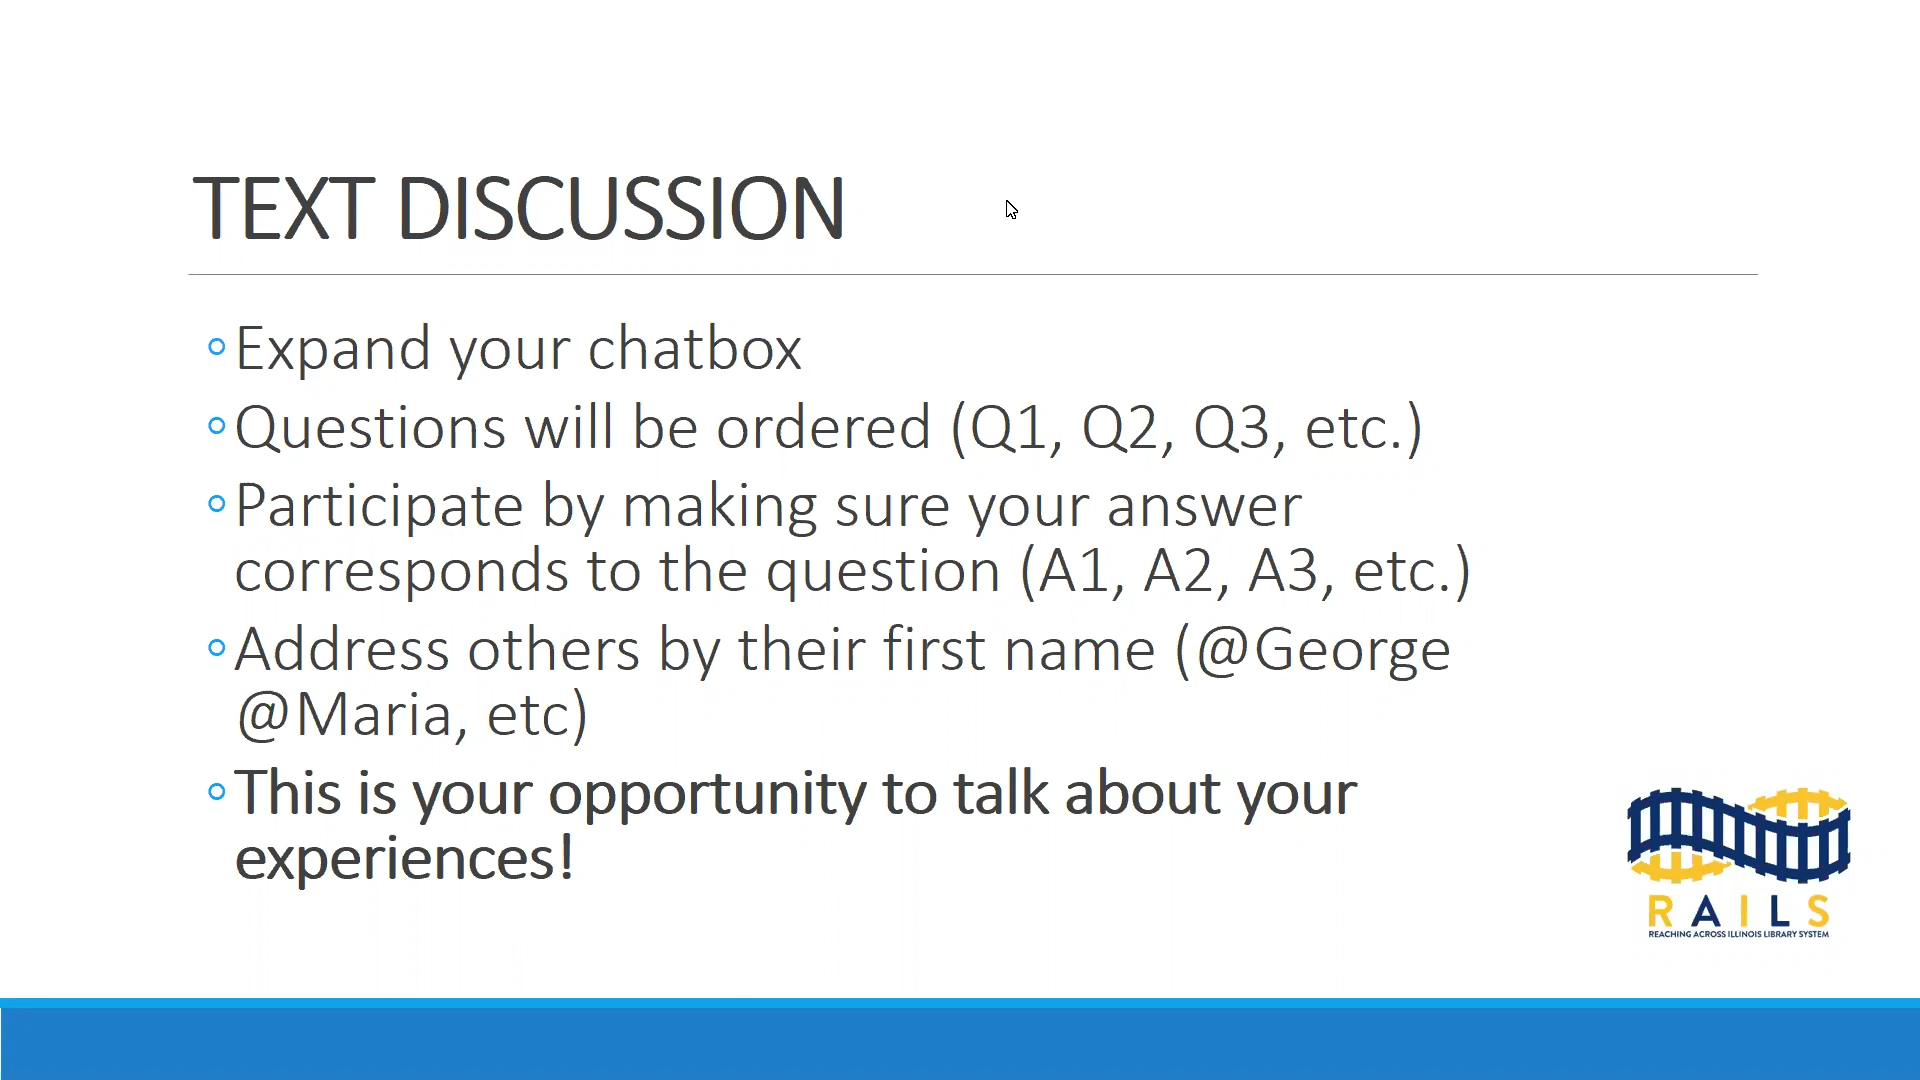 TEXT DISCUSSION
◦Expand your chatbox
◦Questions will be ordered (Q1, Q2, Q3, etc.)
◦Participate by making sure your answer
corresponds to the question (A1, A2, A3, etc.)
◦Address others by their first name (@George
@Maria, etc)
◦This is your opportunity to talk about your
experiences!
RAILS
REACHING ACROSS ILLINOIS LIBRARY SYSTEM